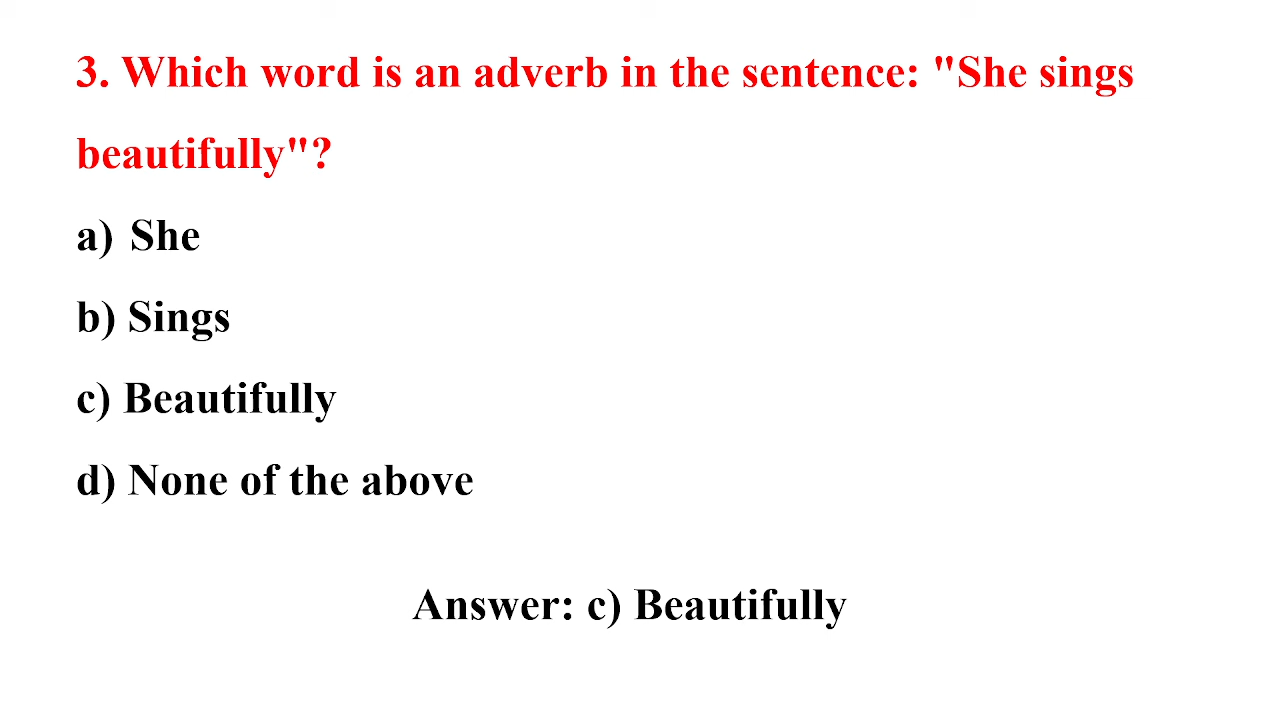 3. Which word is an adverb in the sentence: "She sings
beautifully"?
a) She
b) Sings
c) Beautifully
d) None of the above
Answer: c) Beautifully